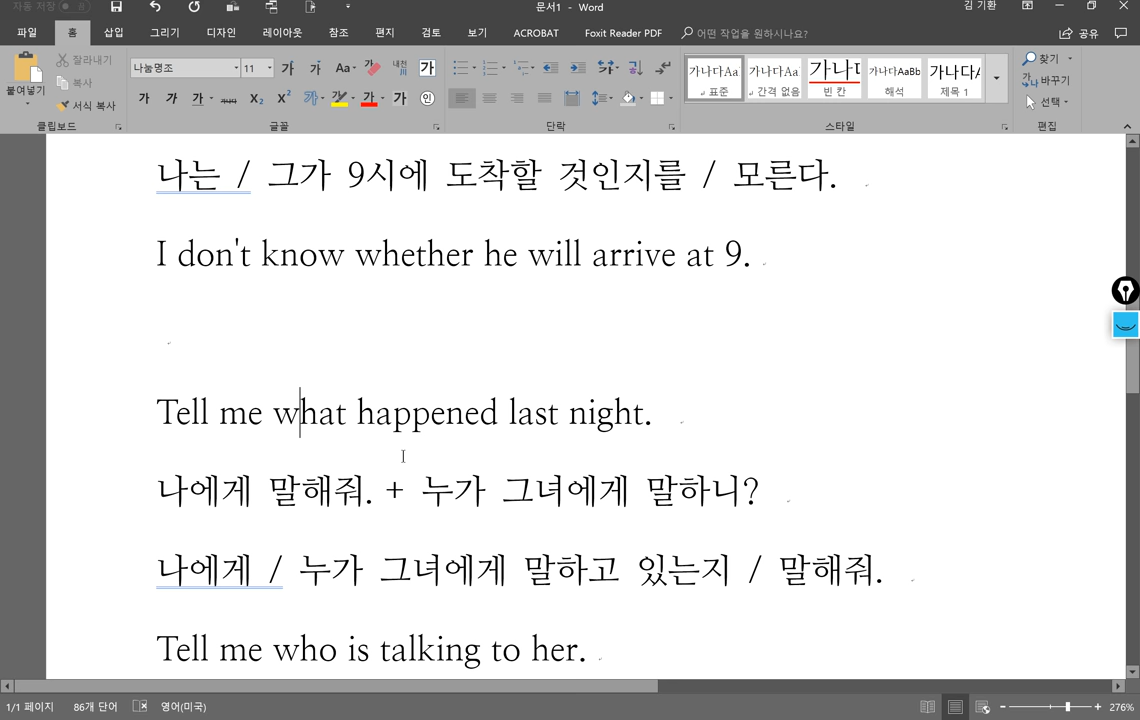 자동 저장
문서1 - Word
김 기환
파일 홈 삽입 그리기 디자인 레이아웃 참조 편지 검토 보기 ACROBAT Foxit Reader PDF 어떤 작업을 원하시나요? 공유
붙여넣기 잘라내기 복사 서식 복사
나눔명조 11
가나다Aa 가나다Aa 가나다 가나다AaBb 가나다A
표준 간격 없음 빈 칸 해석 제목 1
찾기 바꾸기 선택
클립보드 글꼴 단락 스타일 편집
나는 / 그가 9시에 도착할 것인지를 / 모른다.
I don't know whether he will arrive at 9.
Tell me what happened last night.
나에게 말해줘. + 누가 그녀에게 말하니?
나에게 / 누가 그녀에게 말하고 있는지 / 말해줘.
Tell me who is talking to her.
1/1 페이지 86개 단어 영어(미국) 276%